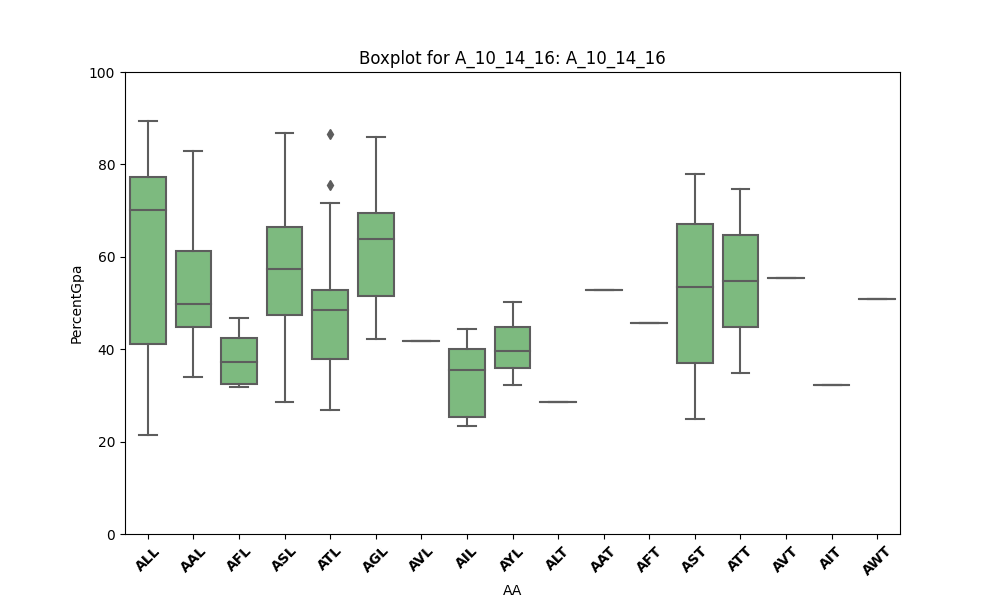 Boxplot for A_10_14_16: A_10_14_16
PercentGpa
100
80
60
40
20
0
ALL AAL AFL ASL ATL AGL AVL AIL AYL ALT AAT AFT AST ATT AVT AIT AWT
AA